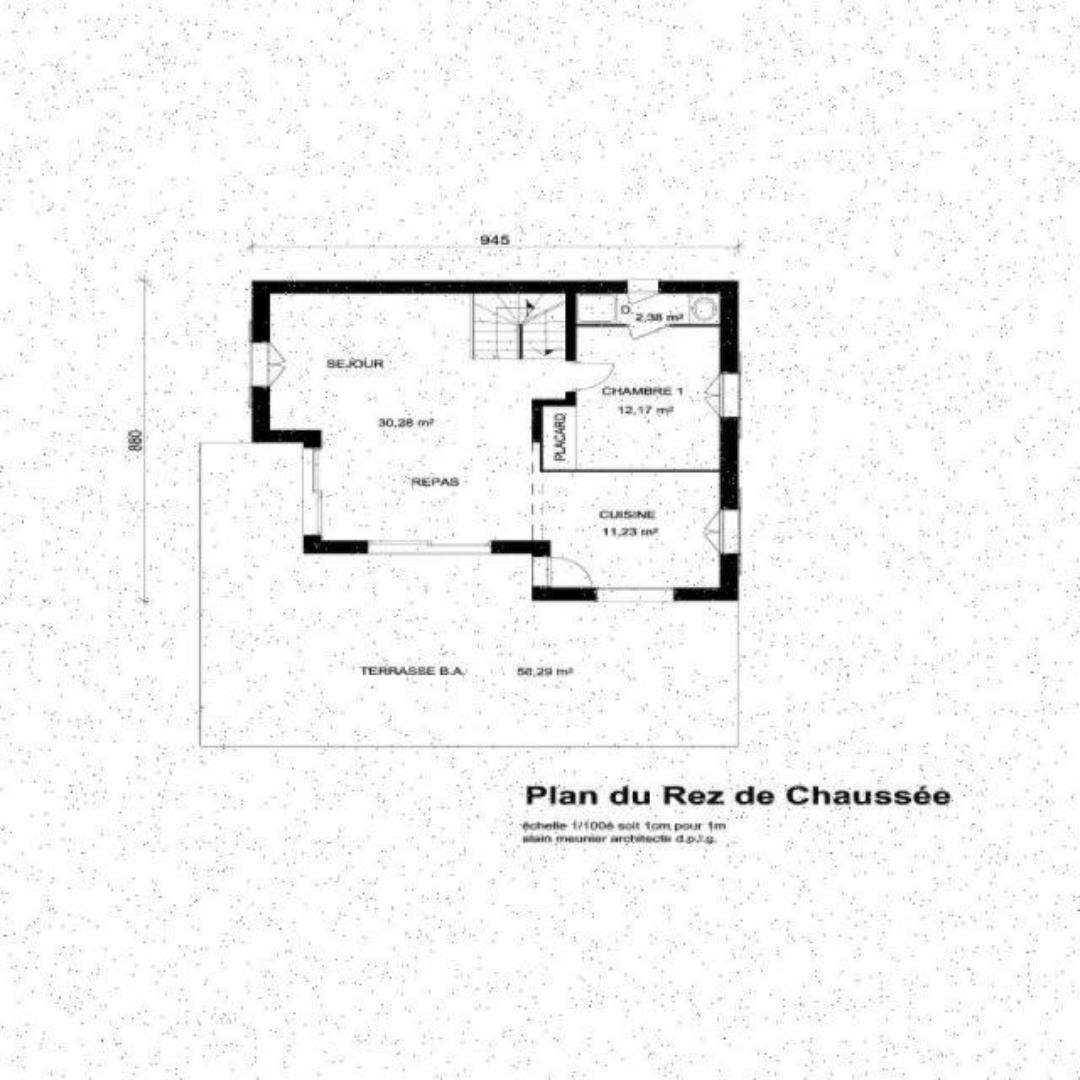 945
880
D.
2,38 m²
SEJOUR
CHAMBRE 1
12,17 m²
30,28 m²
PLACARD
REPAS
CUISINE
11,23 m²
TERRASSE B.A. 50,29 m²
Plan du Rez de Chaussée
échelle 1/100è soit 1cm pour 1m
alain meunier architecte d.p.l.g.